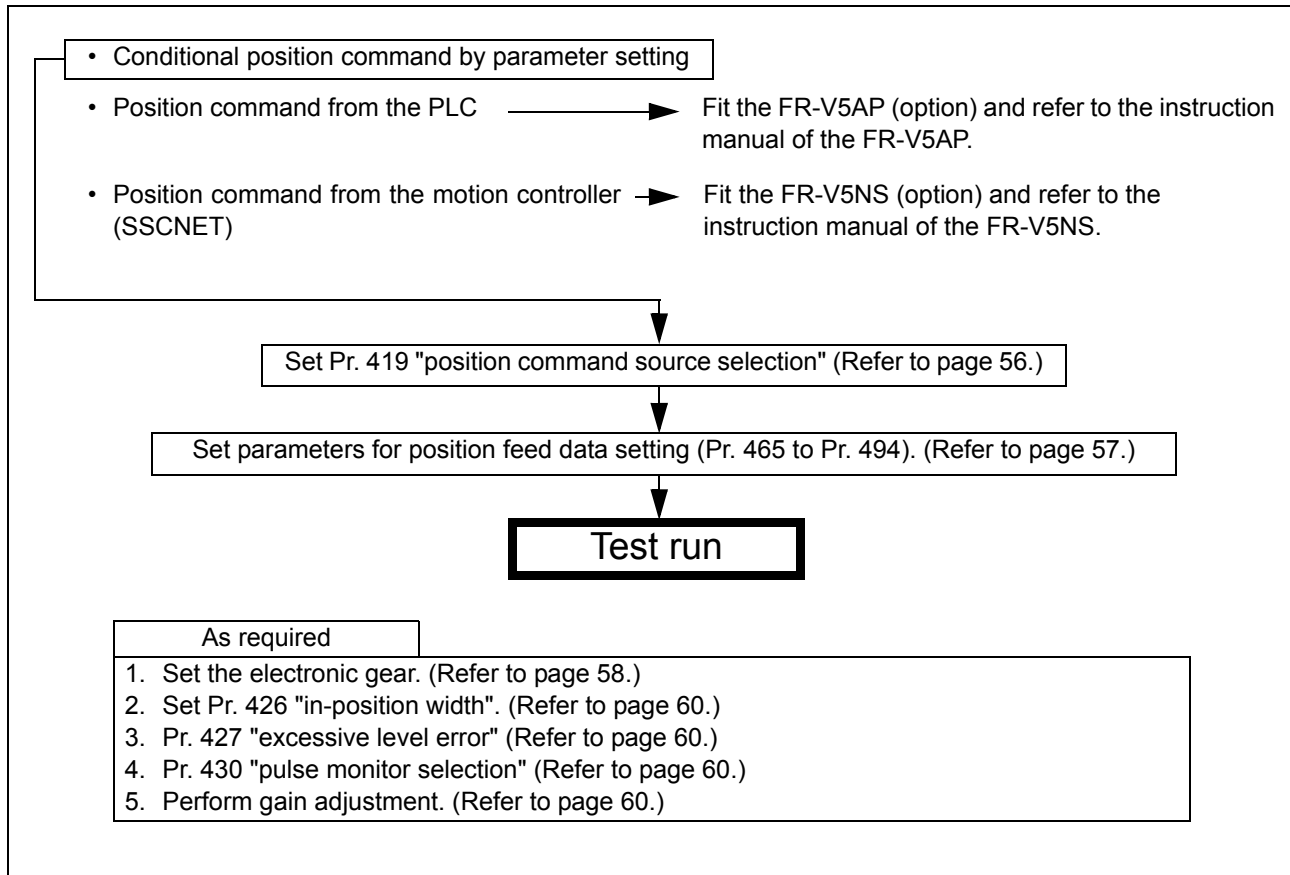 • Conditional position command by parameter setting
• Position command from the PLC
Fit the FR-V5AP (option) and refer to the instruction
manual of the FR-V5AP.
• Position command from the motion controller
(SSCNET)
Fit the FR-V5NS (option) and refer to the
instruction manual of the FR-V5NS.
Set Pr. 419 "position command source selection" (Refer to page 56.)
Set parameters for position feed data setting (Pr. 465 to Pr. 494). (Refer to page 57.)
Test run
As required
1. Set the electronic gear. (Refer to page 58.)
2. Set Pr. 426 "in-position width". (Refer to page 60.)
3. Pr. 427 "excessive level error" (Refer to page 60.)
4. Pr. 430 "pulse monitor selection" (Refer to page 60.)
5. Perform gain adjustment. (Refer to page 60.)